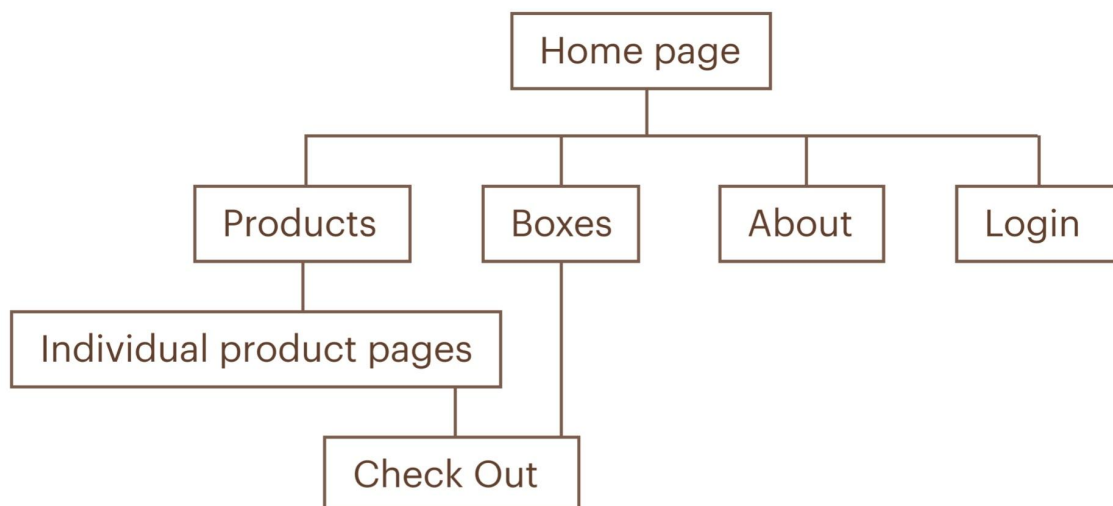 Home page
Products
Boxes
About
Login
Individual product pages
Check Out